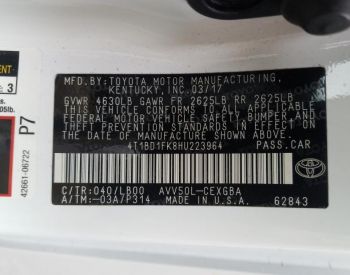 MFD.BY:TOYOTA MOTOR MANUFACTURING,
KENTUCKY, INC. 03/17
GVWR 4630LB GAWR FR 2625LB RR 2625LB
THIS VEHICLE CONFORMS TO ALL APPLICABLE
FEDERAL MOTOR VEHICLE SAFETY, BUMPER, AND
THEFT PREVENTION STANDARDS IN EFFECT ON
THE DATE OF MANUFACTURE SHOWN ABOVE.
4T1BD1FK8HU223964 PASS.CAR
C/TR:040/LB00 AVV50L-CEXGBA
A/TM:-03A/P314 62843
TOYOTA
3
P7
42661-06722